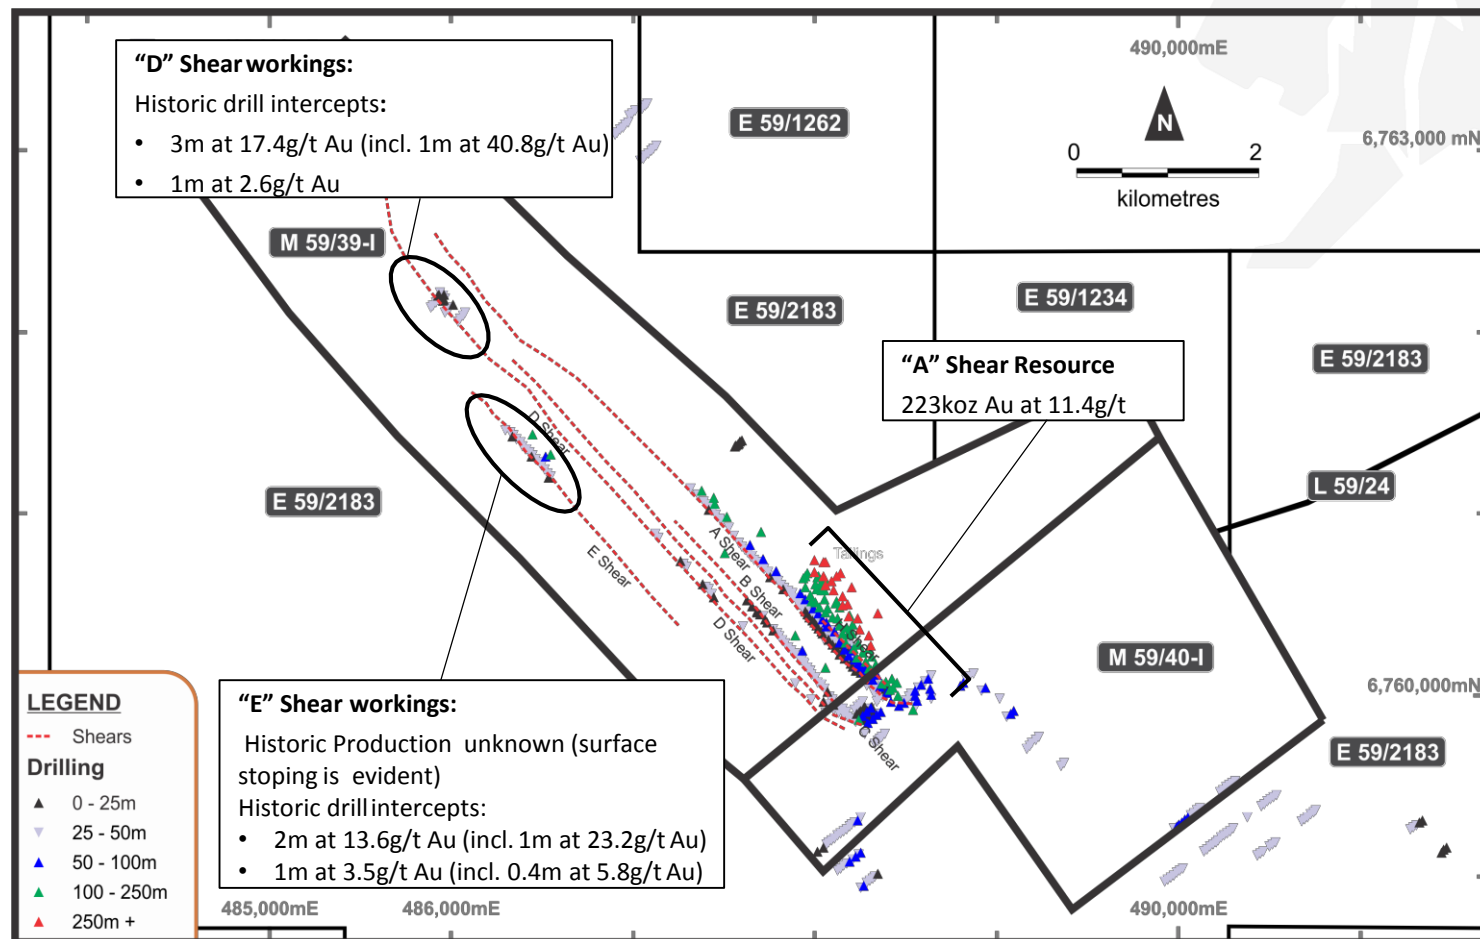 490,000mE
"D" Shear workings:
Historic drill intercepts:
• 3m at 17.4g/t Au (incl. 1m at 40.8g/t Au)
• 1m at 2.6g/t Au
E 59/1262
N
6,763,000 mN
0 2
kilometres
M 59/39-I
E 59/2183
E 59/1234
"A" Shear Resource
223koz Au at 11.4g/t
E 59/2183
D Shear
E 59/2183
L 59/24
A Shear
Tailings
E Shear
B Shear
D Shear
Shear
M 59/40-I
6,760,000mN
C Shear
E 59/2183
"E" Shear workings:
Historic Production unknown (surface
stoping is evident)
Historic drill intercepts:
• 2m at 13.6g/t Au (incl. 1m at 23.2g/t Au)
• 1m at 3.5g/t Au (incl. 0.4m at 5.8g/t Au)
LEGEND
Shears
Drilling
0 - 25m
25 - 50m
50 - 100m
100 - 250m
250m +
485,000mE
486,000mE
490,000mE